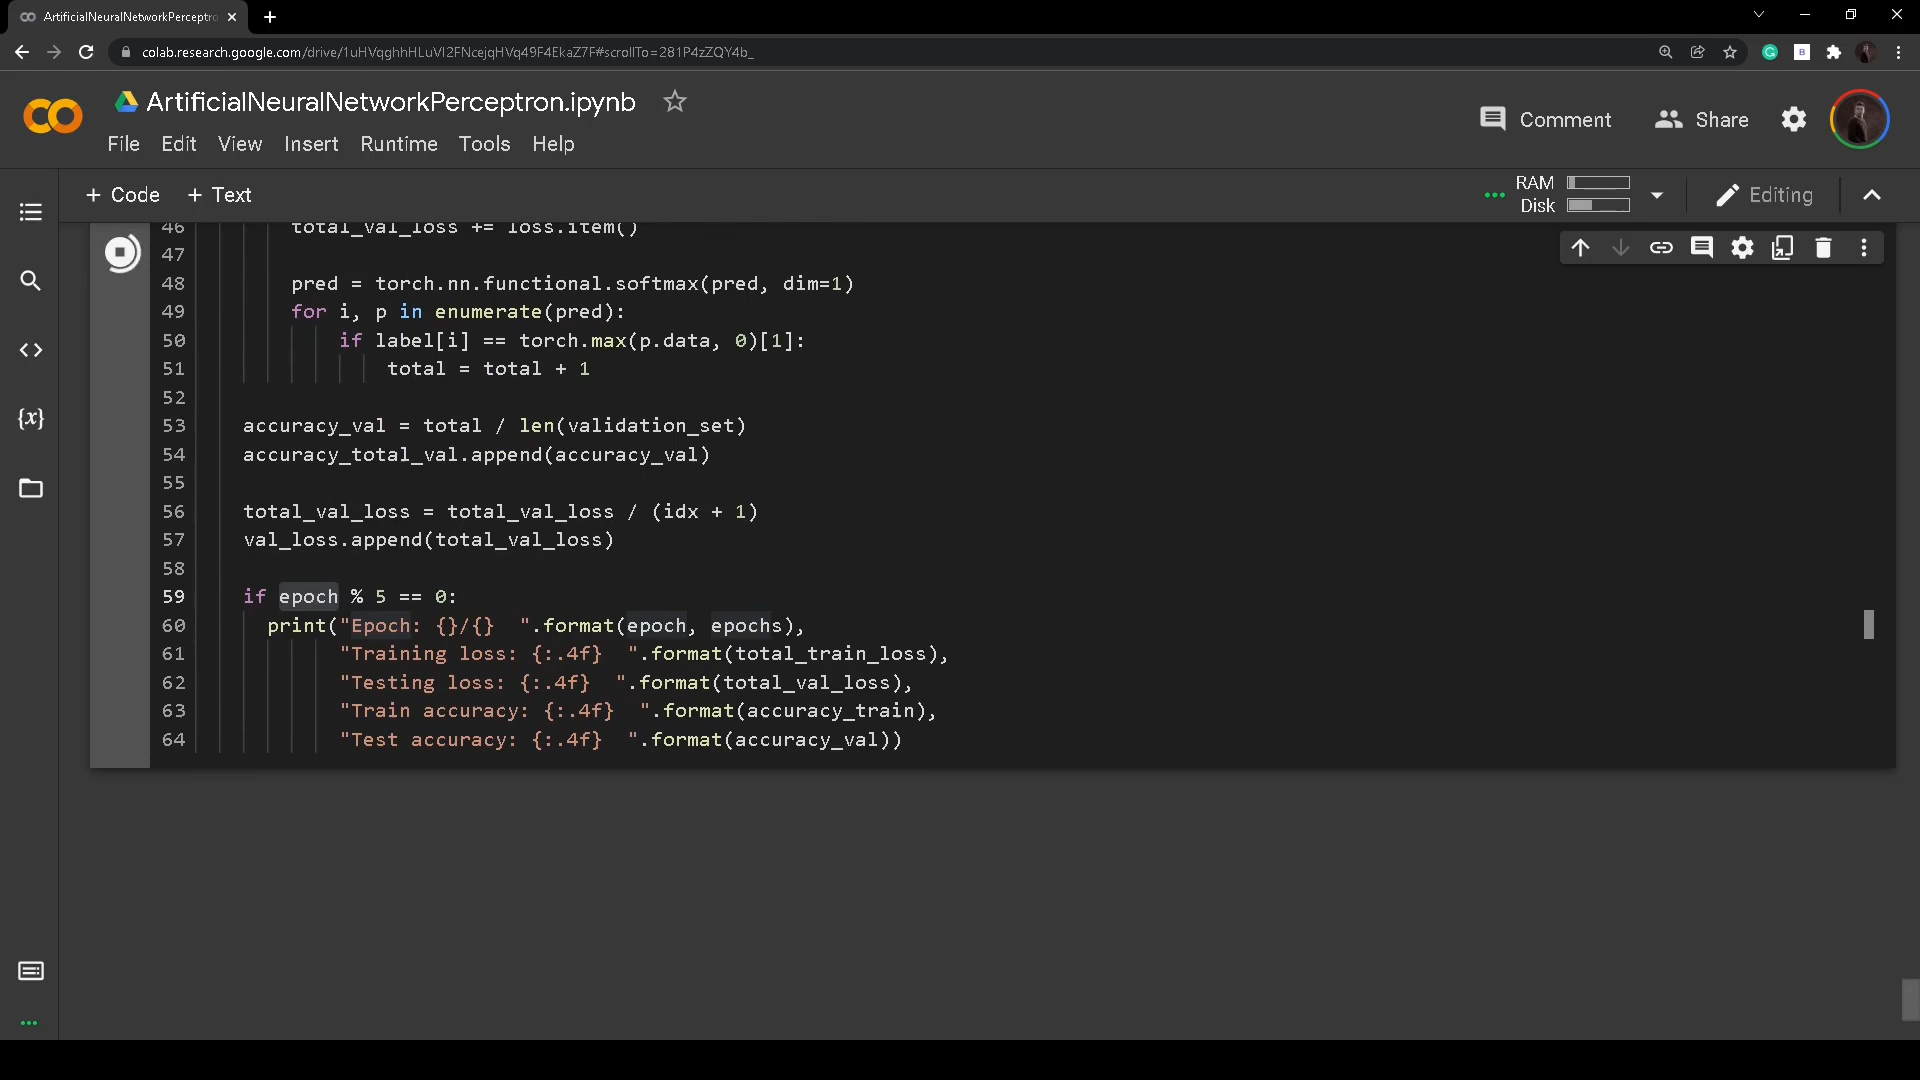 ArtificialNeuralNetworkPerceptro
colab.research.google.com/drive/1uHVqghhHLuVI2FNcejqHVq49F4EkaZ7F#scrollTo=281P4zZQY4b_
ArtificialNeuralNetworkPerceptron.ipynb
Comment
Share
File Edit View Insert Runtime Tools Help
+ Code + Text
RAM
Disk
Editing
46 total_val_loss += loss.item()
47
48 pred = torch.nn.functional.softmax(pred, dim=1)
49 for i, p in enumerate(pred):
50 if label[i] == torch.max(p.data, 0)[1]:
51 total = total + 1
52
53 accuracy_val = total / len(validation_set)
54 accuracy_total_val.append(accuracy_val)
55
56 total_val_loss = total_val_loss / (idx + 1)
57 val_loss.append(total_val_loss)
58
59 if epoch % 5 == 0:
60 print("Epoch: {}/{}  ".format(epoch, epochs),
61 "Training loss: {:.4f}  ".format(total_train_loss),
62 "Testing loss: {:.4f}  ".format(total_val_loss),
63 "Train accuracy: {:.4f}  ".format(accuracy_train),
64 "Test accuracy: {:.4f}  ".format(accuracy_val))